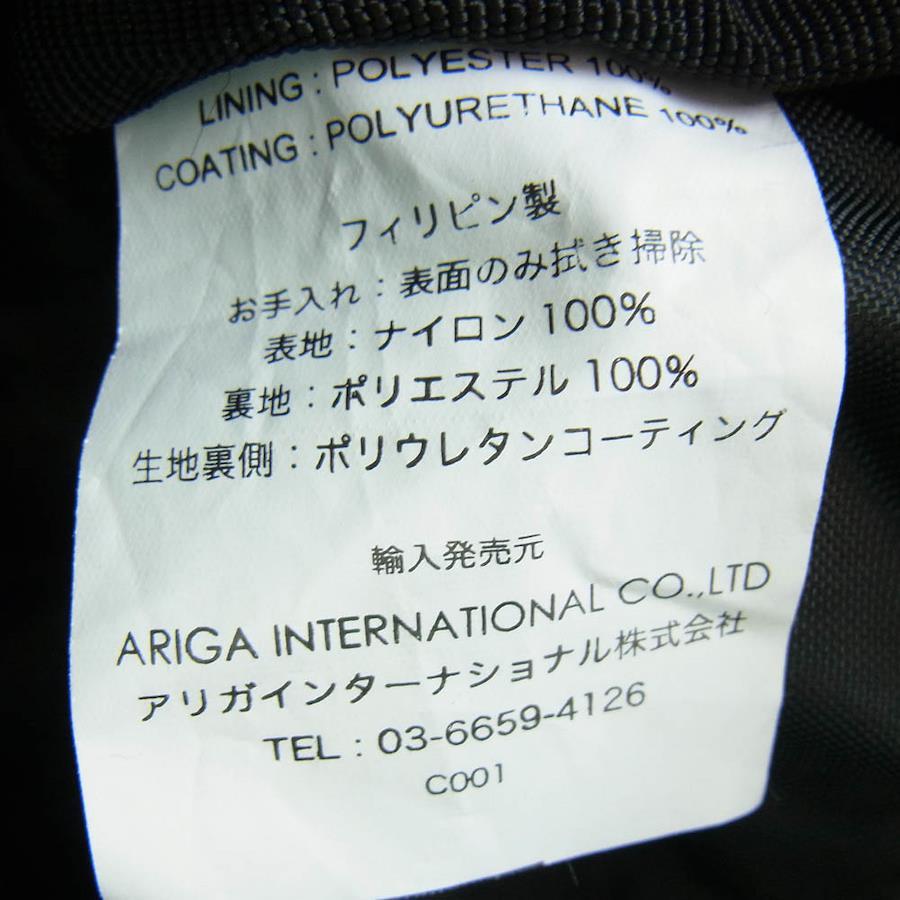 LINING : POLYESTER 100%
COATING : POLYURETHANE 100%
フィリピン製
お手入れ : 表面のみ拭き掃除
表地 : ナイロン 100%
裏地 : ポリエステル 100%
生地裏側 : ポリウレタンコーティング
輸入発売元
ARIGA INTERNATIONAL CO.,LTD
アリガインターナショナル株式会社
TEL : 03-6659-4126
C001